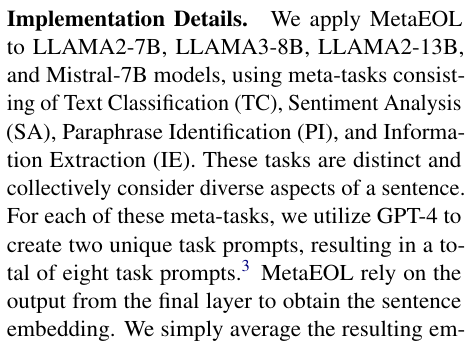 Implementation Details. We apply MetaEOL
to LLAMA2-7B, LLAMA3-8B, LLAMA2-13B,
and Mistral-7B models, using meta-tasks consist-
ing of Text Classification (TC), Sentiment Analysis
(SA), Paraphrase Identification (PI), and Informa-
tion Extraction (IE). These tasks are distinct and
collectively consider diverse aspects of a sentence.
For each of these meta-tasks, we utilize GPT-4 to
create two unique task prompts, resulting in a to-
tal of eight task prompts.3 MetaEOL rely on the
output from the final layer to obtain the sentence
embedding. We simply average the resulting em-